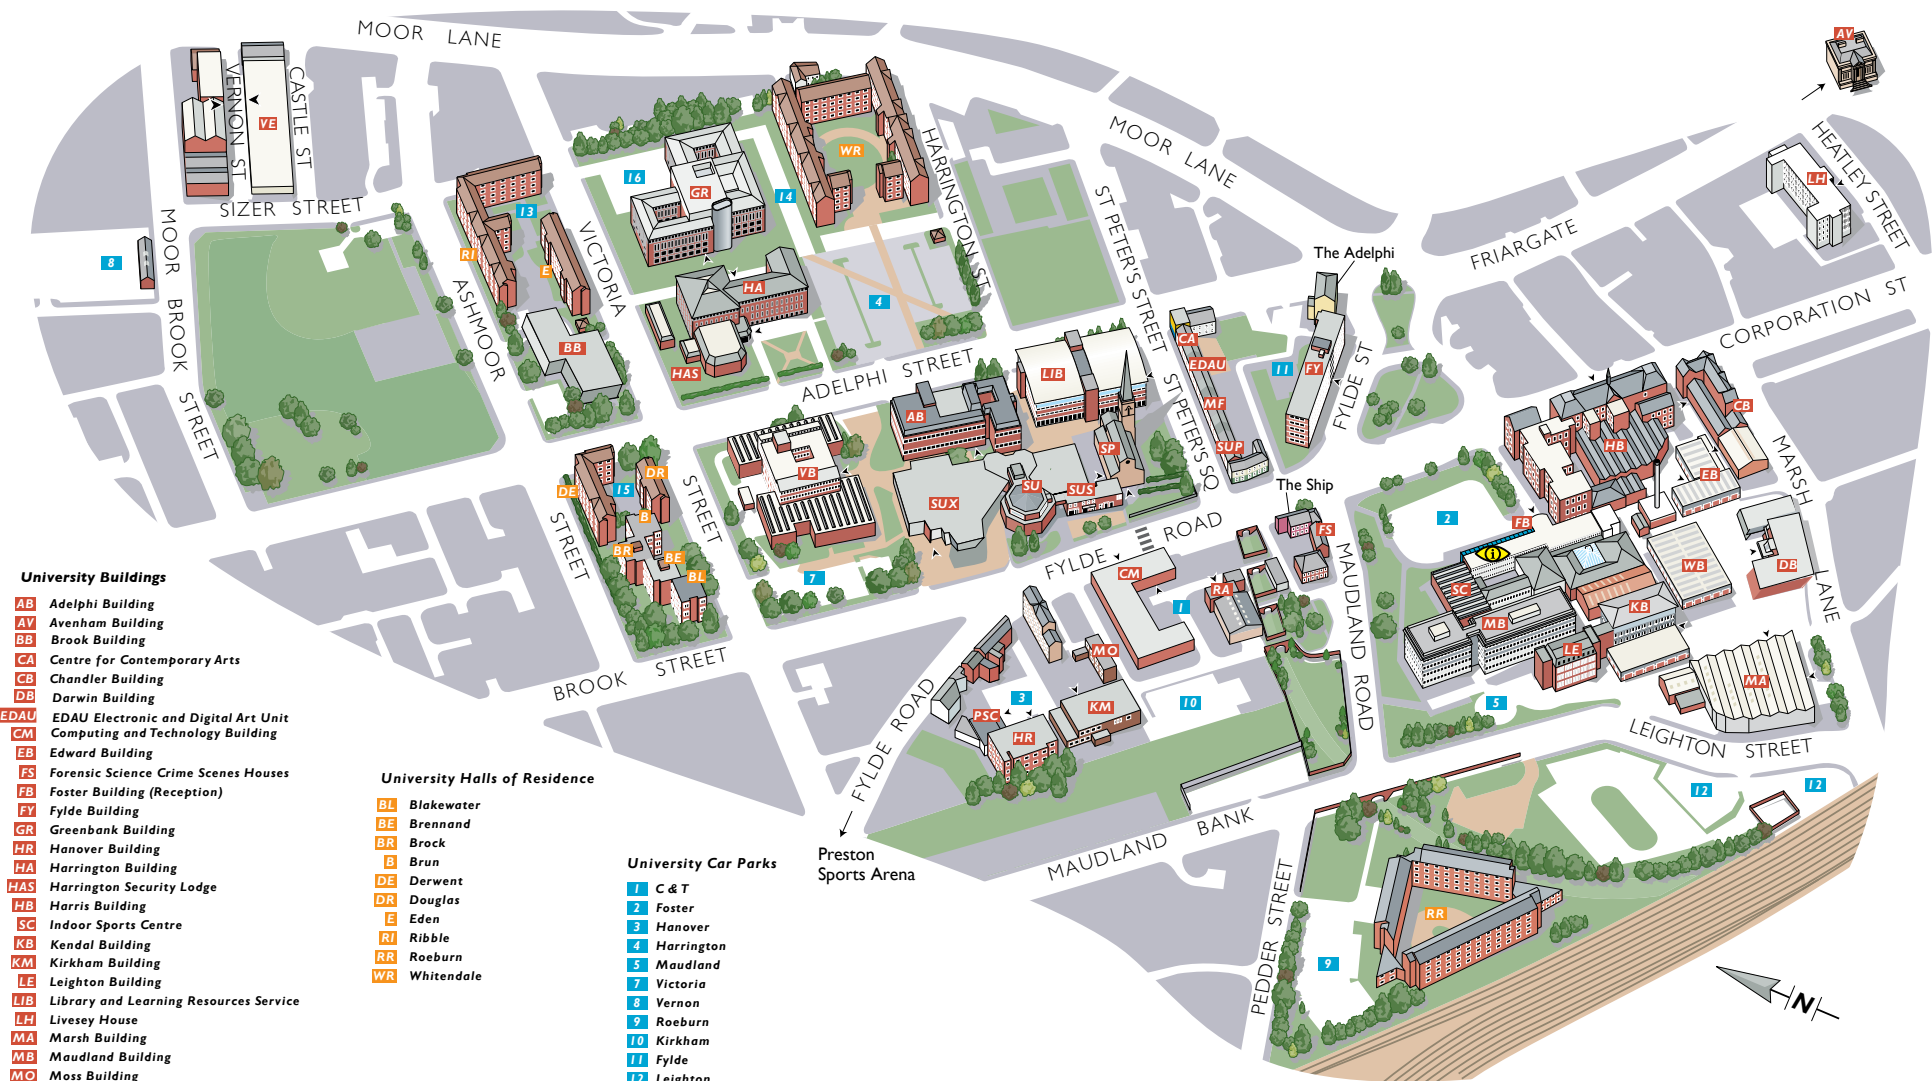 MOOR LANE
AV
VERNON ST
CASTLE ST
VE
HARRINGTON ST
MOOR LANE
HEATLEY STREET
WR
LH
16
GR
14
SIZER STREET
13
ST PETER'S STREET
MOOR BROOK STREET
VICTORIA STREET
FRIARGATE
RI
E
The Adelphi
8
ASHMOOR STREET
HA
4
CORPORATION ST
BB
CA
HAS
ADELPHI STREET
LIB
EDAU
11
FY
FYLDE ST
MF
AB
ST PETER'S SQ
CB
SP
SUP
HB
MARSH LANE
DR
VB
EB
DE
15
SU
SUS
The Ship
SUX
B
2
FB
FYLDE ROAD
FS
i
BR
BE
CM
MAUDLAND ROAD
WB
DB
BL
7
RA
SC
1
KB
MB
BROOK STREET
MO
LE
FYLDE ROAD
3
10
5
MA
PSC
KM
HR
LEIGHTON STREET
12
12
MAUDLAND BANK
Preston
Sports Arena
PEDDER STREET
RR
9
N
University Buildings
AB Adelphi Building
AV Avenham Building
BB Brook Building
CA Centre for Contemporary Arts
CB Chandler Building
DB Darwin Building
EDAU EDAU Electronic and Digital Art Unit
CM Computing and Technology Building
EB Edward Building
FS Forensic Science Crime Scenes Houses
FB Foster Building (Reception)
FY Fylde Building
GR Greenbank Building
HR Hanover Building
HA Harrington Building
HAS Harrington Security Lodge
HB Harris Building
SC Indoor Sports Centre
KB Kendal Building
KM Kirkham Building
LE Leighton Building
LIB Library and Learning Resources Service
LH Livesey House
MA Marsh Building
MB Maudland Building
MO Moss Building
University Halls of Residence
BL Blakewater
BE Brennand
BR Brock
B Brun
DE Derwent
DR Douglas
E Eden
RI Ribble
RR Roeburn
WR Whitendale
University Car Parks
1 C & T
2 Foster
3 Hanover
4 Harrington
5 Maudland
7 Victoria
8 Vernon
9 Roeburn
10 Kirkham
11 Fylde
12 Leighton